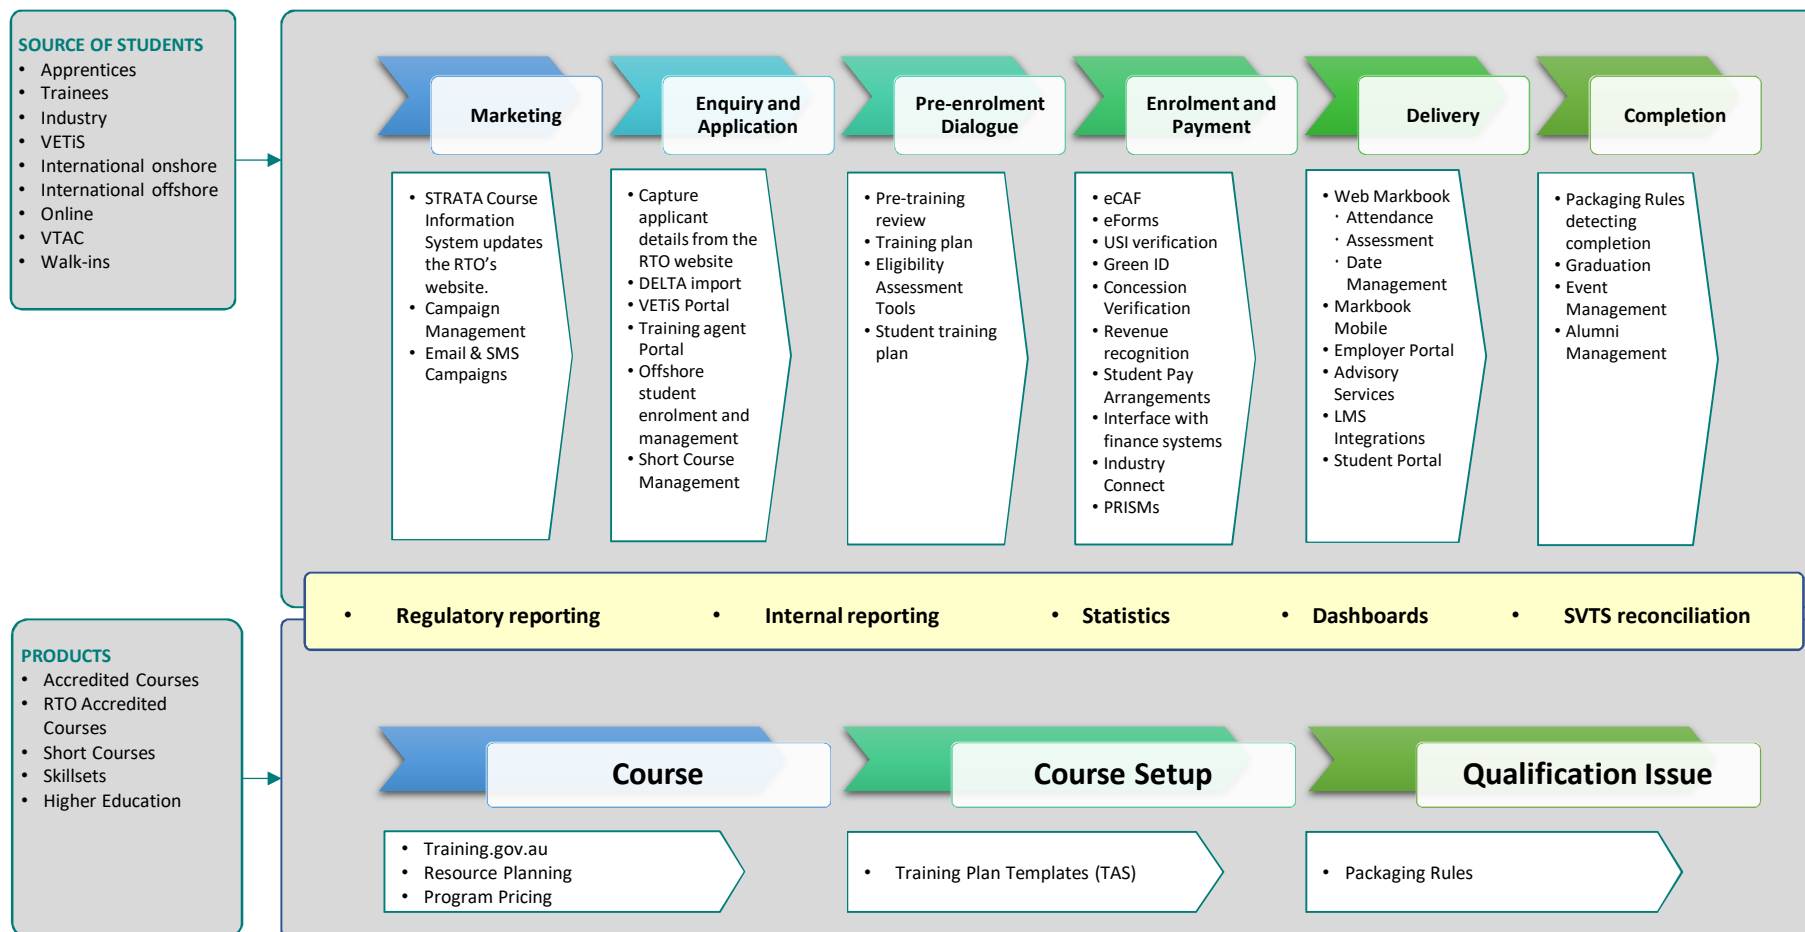 SOURCE OF STUDENTS
• Apprentices
• Trainees
• Industry
• VETiS
• International onshore
• International offshore
• Online
• VTAC
• Walk-ins
Marketing
Enquiry and
Application
Pre-enrolment
Dialogue
Enrolment and
Payment
Delivery
Completion
• STRATA Course
Information
System updates
the RTO’s
website.
• Campaign
Management
• Email & SMS
Campaigns
• Capture
applicant
details from the
RTO website
• DELTA import
• VETiS Portal
• Training agent
Portal
• Offshore
student
enrolment and
management
• Short Course
Management
• Pre-training
review
• Training plan
• Eligibility
Assessment
Tools
• Student training
plan
• eCAF
• eForms
• USI verification
• Green ID
• Concession
Verification
• Revenue
recognition
• Student Pay
Arrangements
• Interface with
finance systems
• Industry
Connect
• PRISMs
• Web Markbook
· Attendance
· Assessment
· Date
Management
• Markbook
Mobile
• Employer Portal
• Advisory
Services
• LMS
Integrations
• Student Portal
• Packaging Rules
detecting
completion
• Graduation
• Event
Management
• Alumni
Management
• Regulatory reporting • Internal reporting • Statistics • Dashboards • SVTS reconciliation
PRODUCTS
• Accredited Courses
• RTO Accredited
Courses
• Short Courses
• Skillsets
• Higher Education
Course
Course Setup
Qualification Issue
• Training.gov.au
• Resource Planning
• Program Pricing
• Training Plan Templates (TAS)
• Packaging Rules